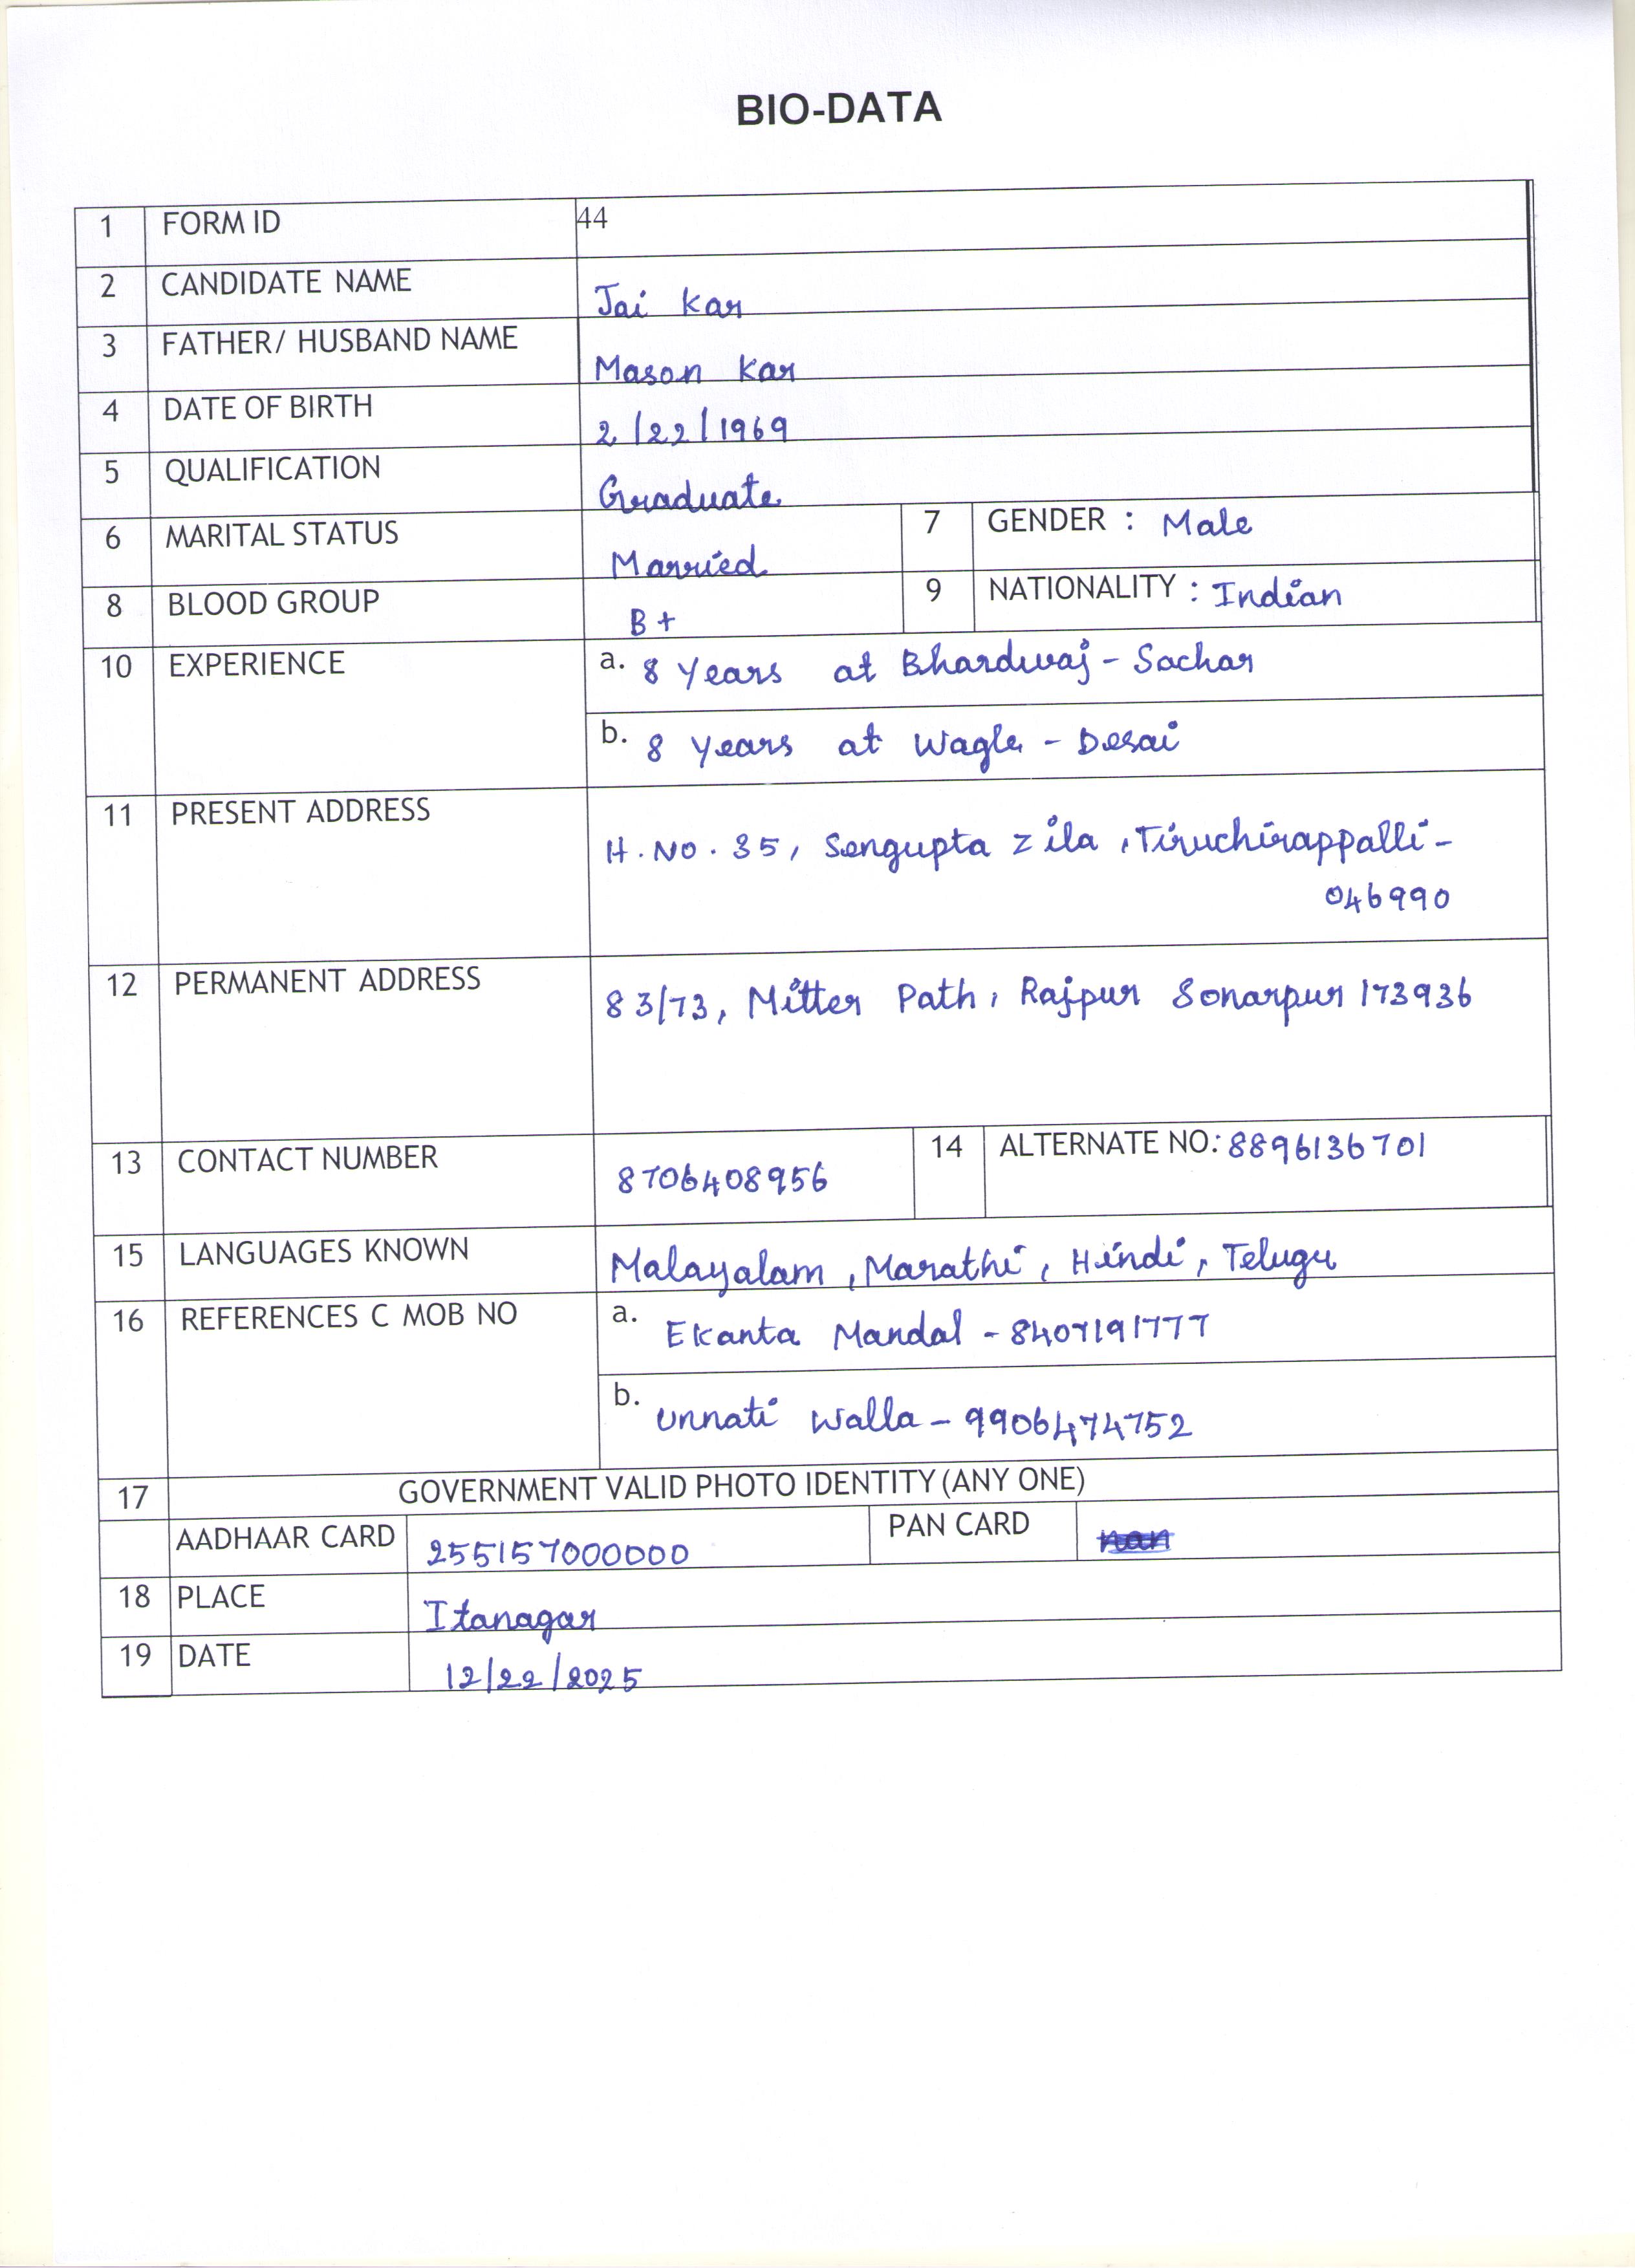 BIO-DATA
1 FORM ID 44
2 CANDIDATE NAME Jai Kar
3 FATHER/ HUSBAND NAME Mason Kar
4 DATE OF BIRTH 2/22/1969
5 QUALIFICATION Graduate
6 MARITAL STATUS Married 7 GENDER : Male
8 BLOOD GROUP B+ 9 NATIONALITY : Indian
10 EXPERIENCE a. 8 Years at Bhardwaj - Sachar
b. 8 Years at Wagle - Desai
11 PRESENT ADDRESS H.No. 35, Sengupta Zila, Tiruchirappalli -
046990
12 PERMANENT ADDRESS 83/73, Mitter Path, Rajpur Sonarpur 173936
13 CONTACT NUMBER 8706408956 14 ALTERNATE NO: 8896136701
15 LANGUAGES KNOWN Malayalam, Marathi, Hindi, Telugu
16 REFERENCES C MOB NO a. Ekanta Mandal - 8407191777
b. Unnati Walla - 9906474752
17 GOVERNMENT VALID PHOTO IDENTITY (ANY ONE)
AADHAAR CARD 255157000000 PAN CARD
18 PLACE Itanagar
19 DATE 12/22/2025